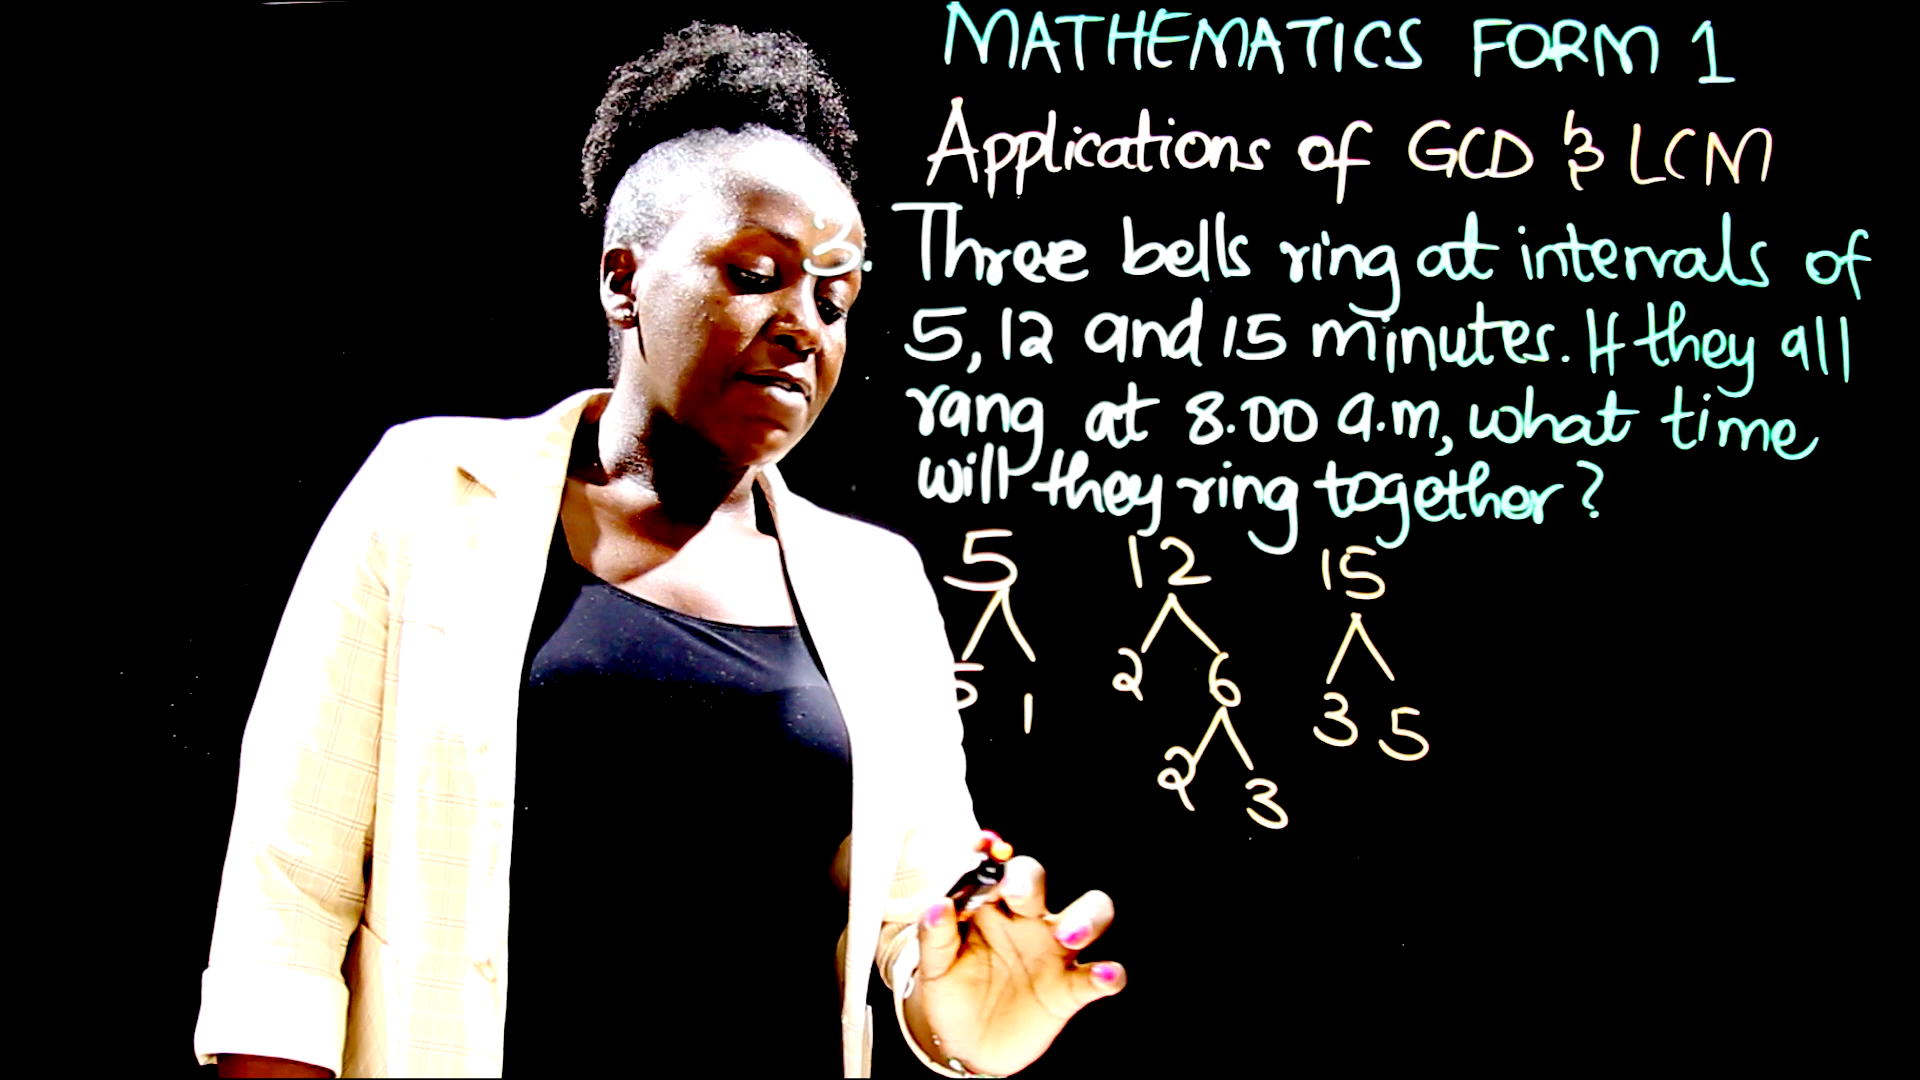 MATHEMATICS FORM 1
Applications of GCD & LCM
3. Three bells ring at intervals of
5, 12 and 15 minutes. If they all
rang at 8.00 a.m, what time
will they ring together?
5 12 15
5 1 2 6 3 5
2 3